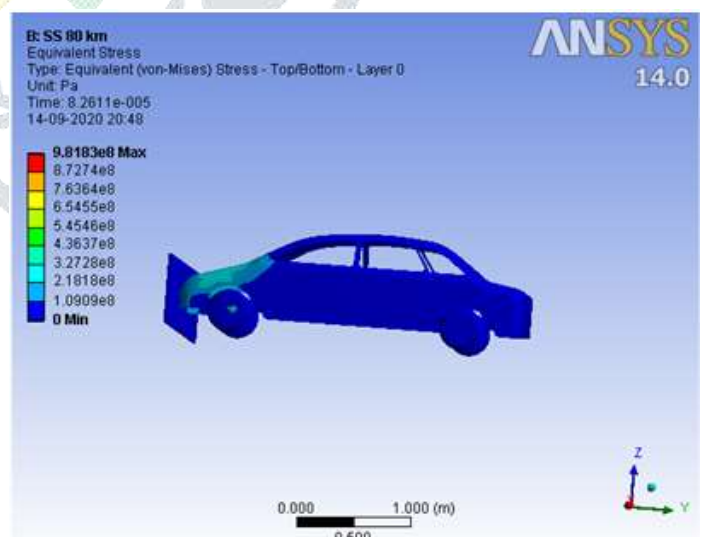 B: SS 80 km
Equivalent Stress
Type: Equivalent (von-Mises) Stress - Top/Bottom - Layer 0
Unit: Pa
Time: 8.2611e-005
14-09-2020 20:48
ANSYS
14.0
9.8183e8 Max
8.7274e8
7.6364e8
6.5455e8
5.4546e8
4.3637e8
3.2728e8
2.1818e8
1.0909e8
0 Min
Z
Y
0.000 1.000 (m)
0.500